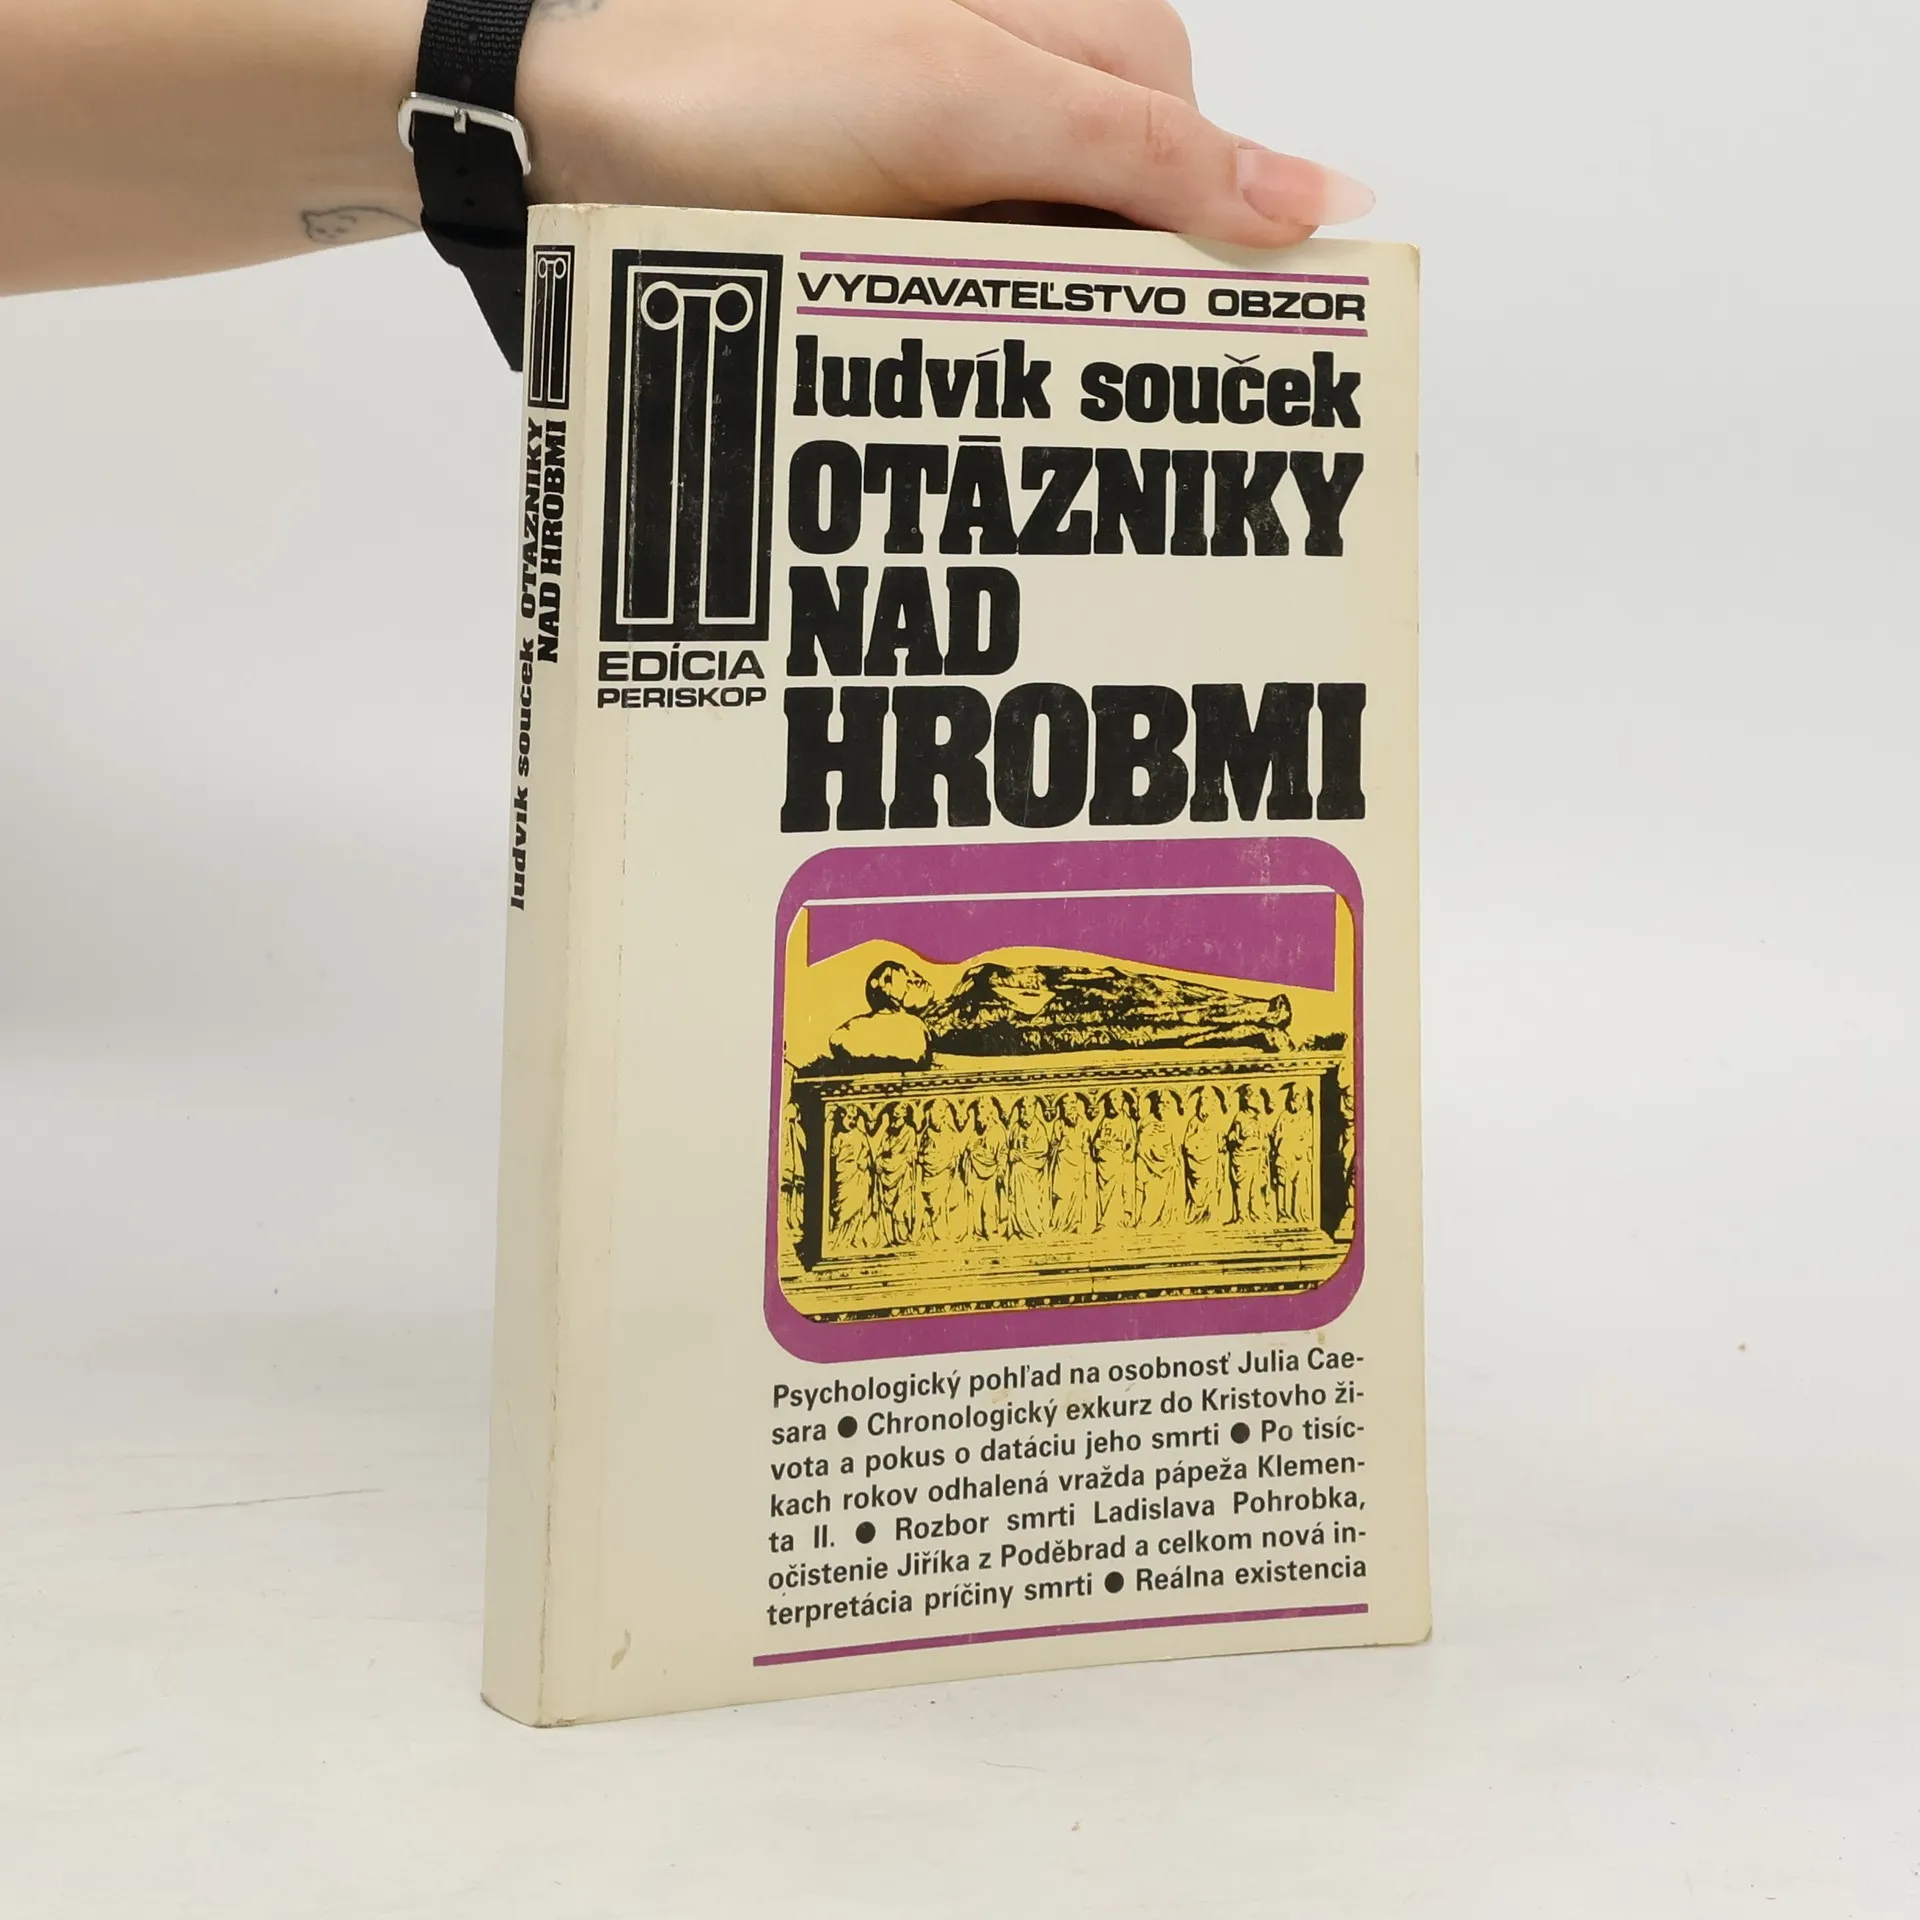 VYDAVATEĽSTVO OBZOR
ludvík souček
OTÁZNIKY
NAD
HROBMI
EDÍCIA
PERISKOP
ludvík souček OTÁZNIKY
NAD HROBMI
Psychologický pohľad na osobnosť Julia Cae-
sara ● Chronologický exkurz do Kristovho ži-
vota a pokus o datáciu jeho smrti ● Po tisíc-
kach rokov odhalená vražda pápeža Klemen-
ta II. ● Rozbor smrti Ladislava Pohrobka,
očistenie Jiříka z Poděbrad a celkom nová in-
terpretácia príčiny smrti ● Reálna existencia